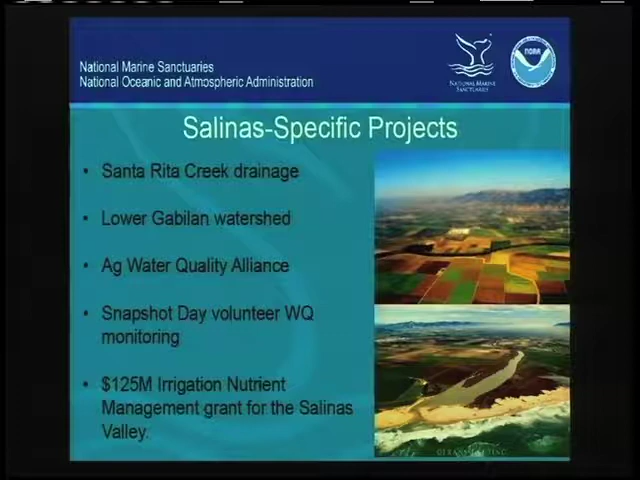 National Marine Sanctuaries
National Oceanic and Atmospheric Administration
NATIONAL MARINE
SANCTUARIES
NOAA
Salinas-Specific Projects
• Santa Rita Creek drainage
• Lower Gabilan watershed
• Ag Water Quality Alliance
• Snapshot Day volunteer WQ
monitoring
• $125M Irrigation Nutrient
Management grant for the Salinas
Valley.